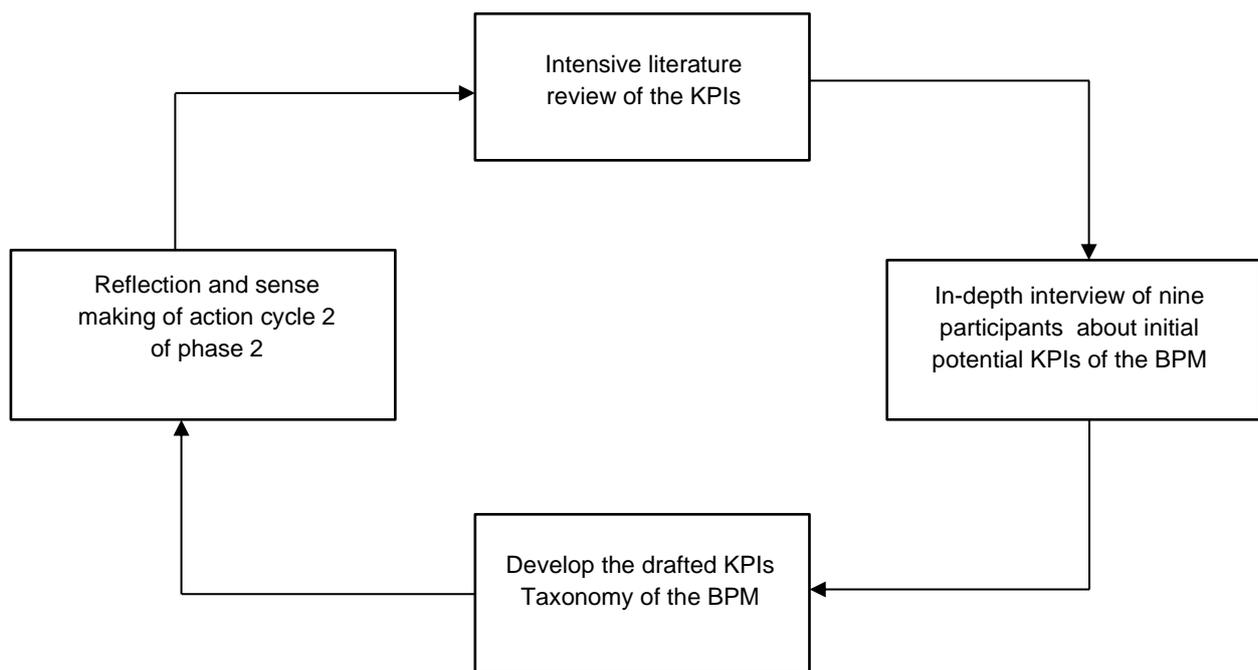 Intensive literature
review of the KPIs
Reflection and sense
making of action cycle 2
of phase 2
In-depth interview of nine
participants  about initial
potential KPIs of the BPM
Develop the drafted KPIs
Taxonomy of the BPM